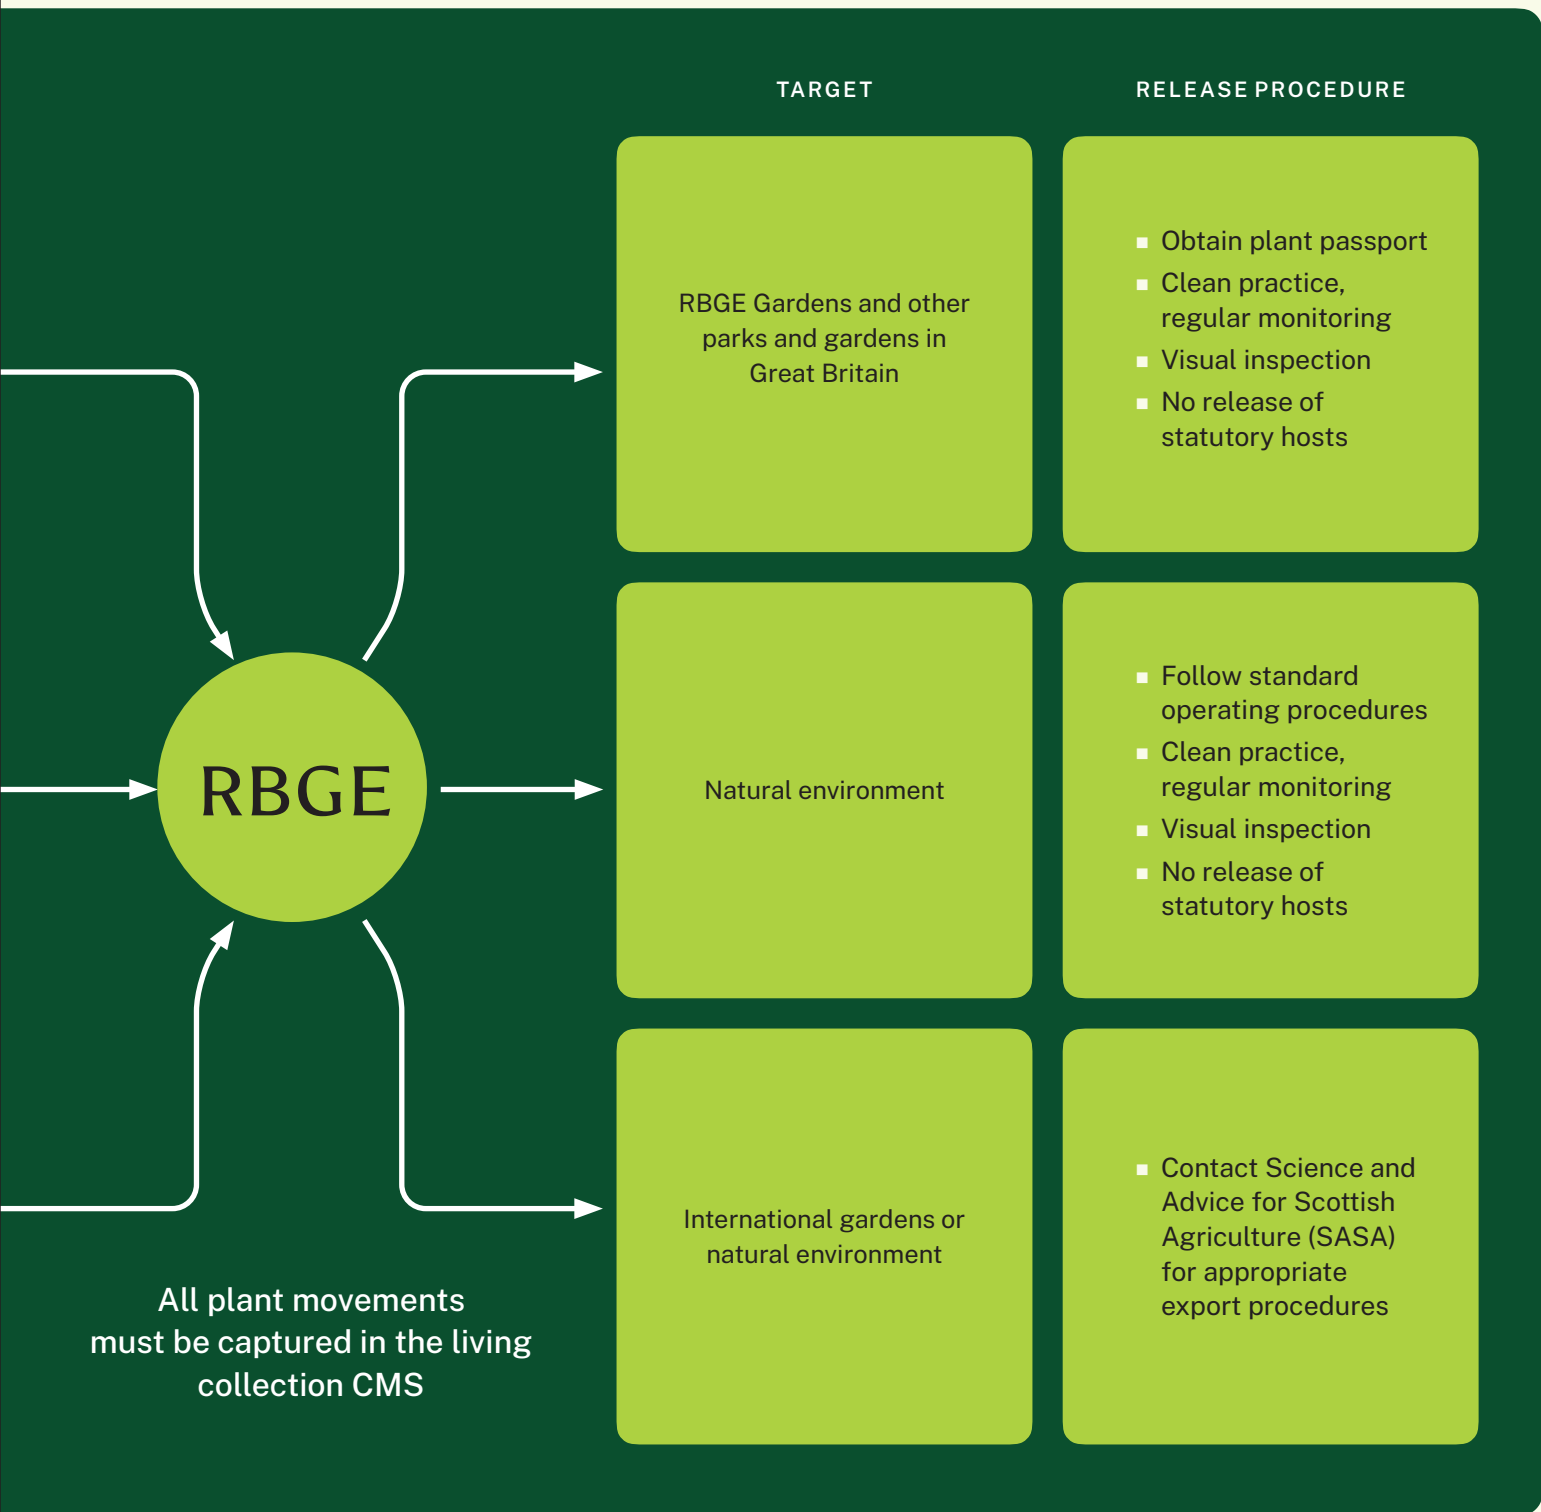 TARGET
RELEASE PROCEDURE
RBGE Gardens and other
parks and gardens in
Great Britain
Obtain plant passport
Clean practice,
regular monitoring
Visual inspection
No release of
statutory hosts
RBGE
Natural environment
Follow standard
operating procedures
Clean practice,
regular monitoring
Visual inspection
No release of
statutory hosts
International gardens or
natural environment
Contact Science and
Advice for Scottish
Agriculture (SASA)
for appropriate
export procedures
All plant movements
must be captured in the living
collection CMS